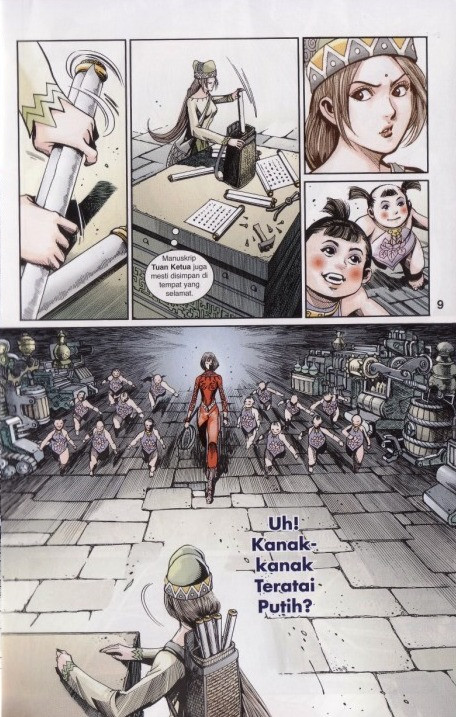 Manuskrip
Tuan Ketua juga
mesti disimpan di
tempat yang
selamat.
9
Uh!
Kanak-
kanak
Teratai
Putih?